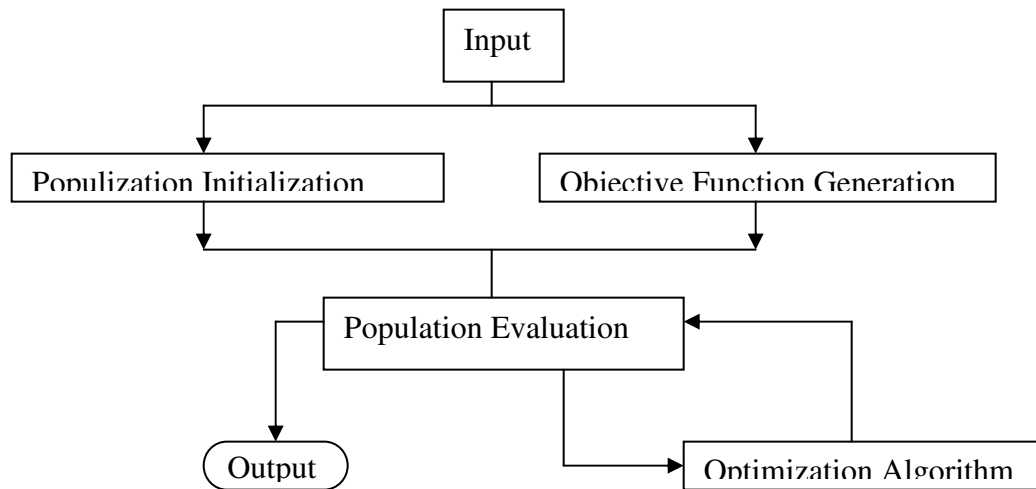 Input
Populization Initialization
Objective Function Generation
Population Evaluation
Output
Optimization Algorithm